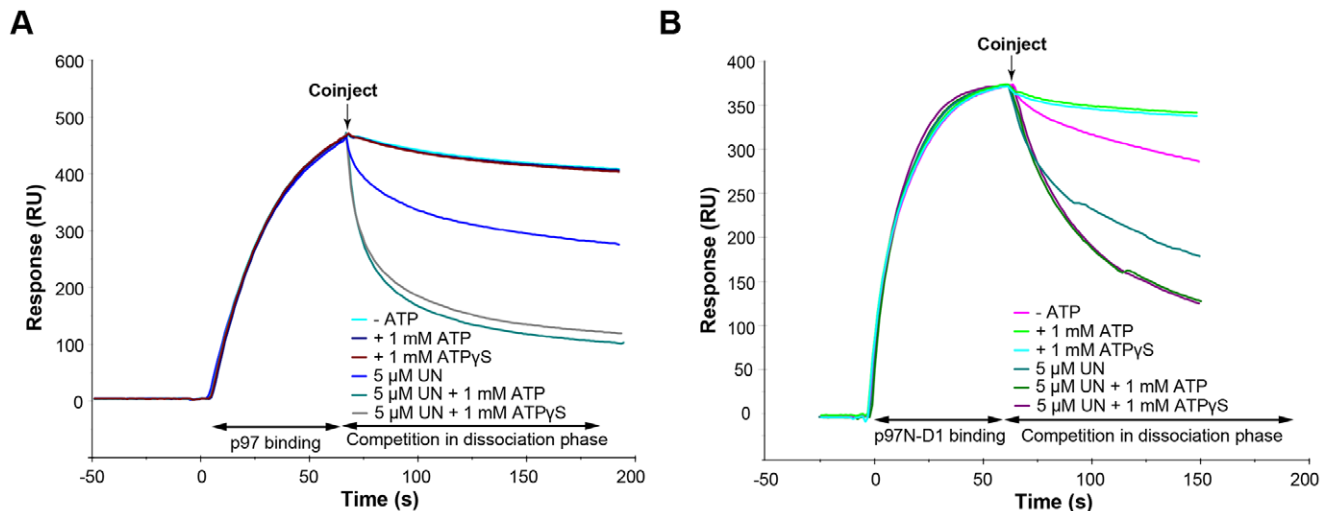 A
600
500
400
300
200
100
0
Response (RU)
Coinject
- ATP
+ 1 mM ATP
+ 1 mM ATPγS
5 µM UN
5 µM UN + 1 mM ATP
5 µM UN + 1 mM ATPγS
p97 binding
Competition in dissociation phase
-50 0 50 100 150 200
Time (s)
B
400
350
300
250
200
150
100
50
0
Response (RU)
Coinject
- ATP
+ 1 mM ATP
+ 1 mM ATPγS
5 µM UN
5 µM UN + 1 mM ATP
5 µM UN + 1 mM ATPγS
p97N-D1 binding
Competition in dissociation phase
-50 0 50 100 150 200
Time (s)